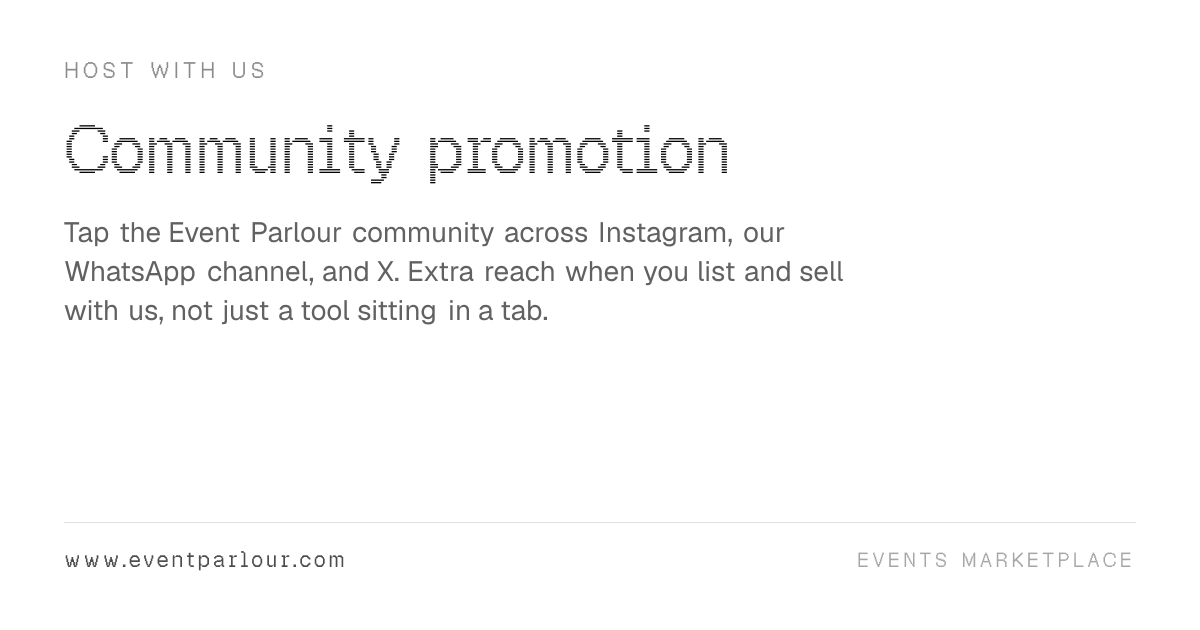 HOST WITH US
Community promotion
Tap the Event Parlour community across Instagram, our
WhatsApp channel, and X. Extra reach when you list and sell
with us, not just a tool sitting in a tab.
www.eventparlour.com
EVENTS MARKETPLACE